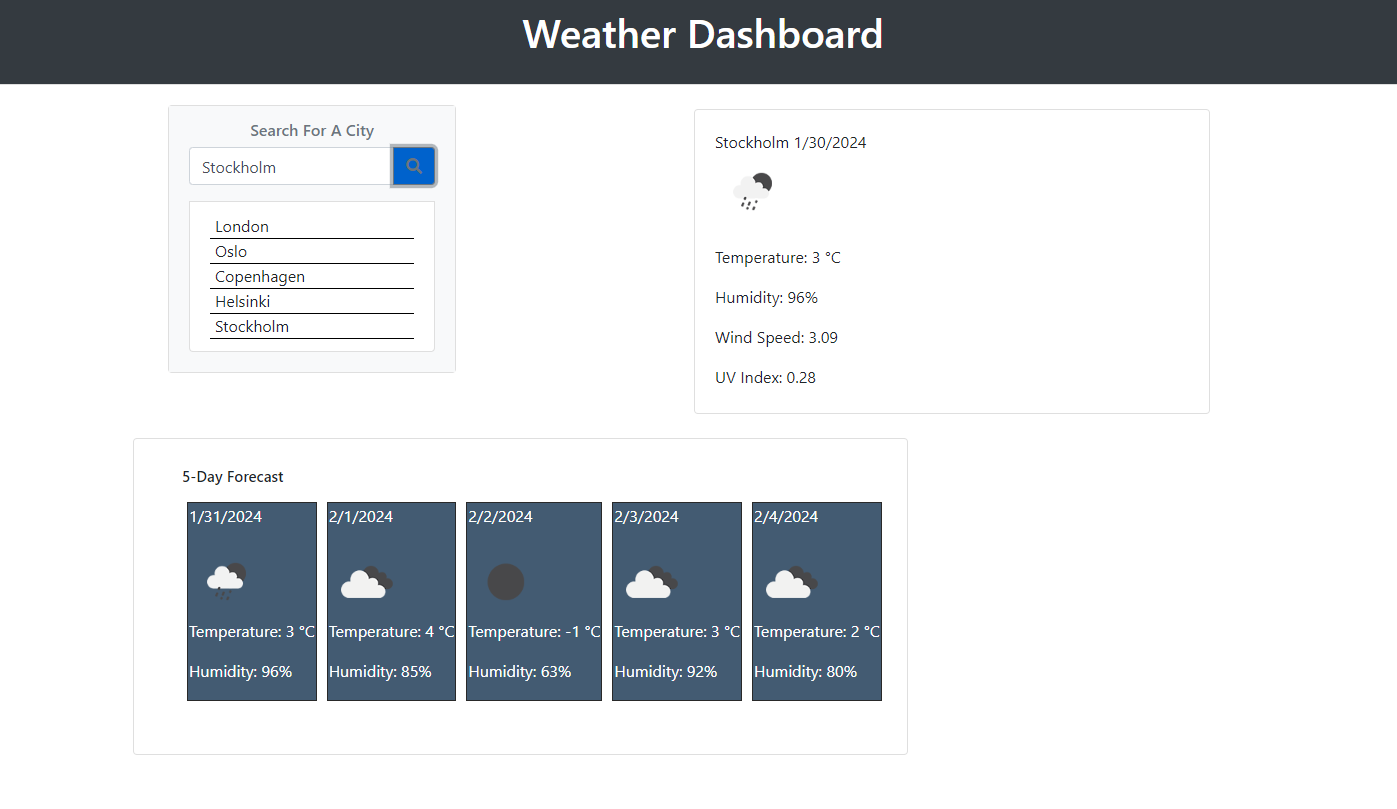 Weather Dashboard
Search For A City
Stockholm
London
Oslo
Copenhagen
Helsinki
Stockholm
Stockholm 1/30/2024
Temperature: 3 °C
Humidity: 96%
Wind Speed: 3.09
UV Index: 0.28
5-Day Forecast
1/31/2024
Temperature: 3 °C
Humidity: 96%
2/1/2024
Temperature: 4 °C
Humidity: 85%
2/2/2024
Temperature: -1 °C
Humidity: 63%
2/3/2024
Temperature: 3 °C
Humidity: 92%
2/4/2024
Temperature: 2 °C
Humidity: 80%